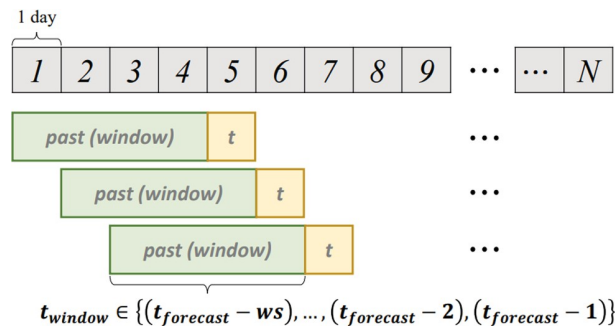 1 day
1 2 3 4 5 6 7 8 9 ••• ... N
past (window) t •••
past (window) t •••
past (window) t •••
t_window ∈ {(t_forecast − ws), ..., (t_forecast − 2), (t_forecast − 1)}